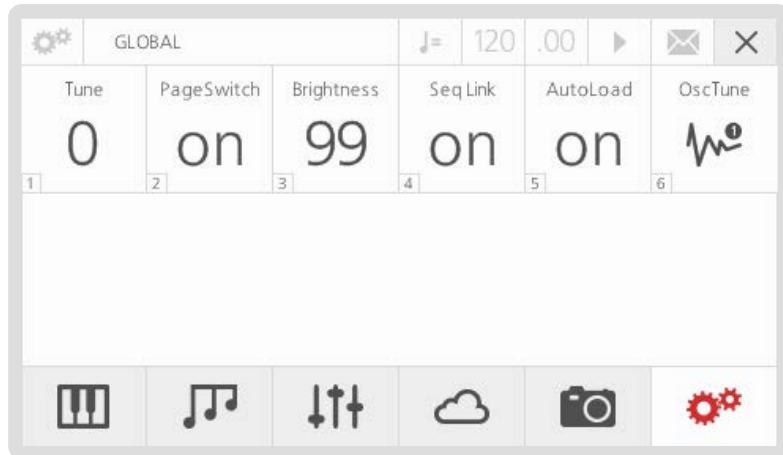 GLOBAL 120 .00
Tune PageSwitch Brightness Seq Link AutoLoad OscTune
0 on 99 on on 1
1 2 3 4 5 6